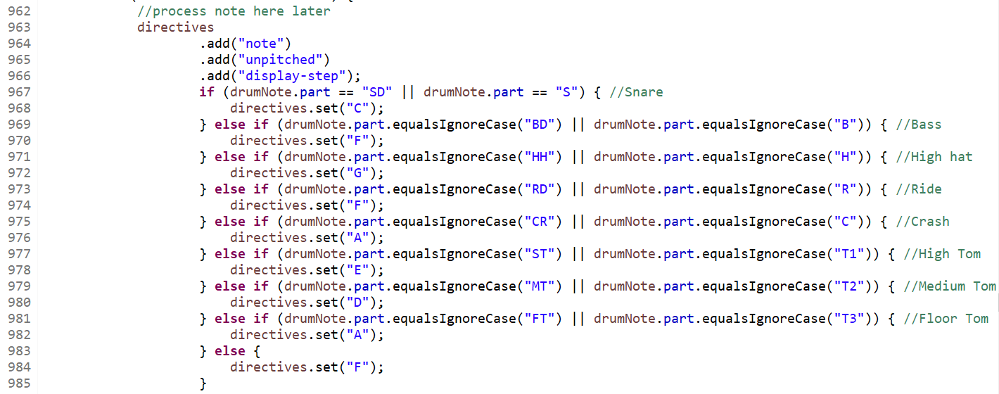 962 //process note here later
963 directives
964 .add("note")
965 .add("unpitched")
966 .add("display-step");
967 if (drumNote.part == "SD" || drumNote.part == "S") { //Snare
968 directives.set("C");
969 } else if (drumNote.part.equalsIgnoreCase("BD") || drumNote.part.equalsIgnoreCase("B")) { //Bass
970 directives.set("F");
971 } else if (drumNote.part.equalsIgnoreCase("HH") || drumNote.part.equalsIgnoreCase("H")) { //High hat
972 directives.set("G");
973 } else if (drumNote.part.equalsIgnoreCase("RD") || drumNote.part.equalsIgnoreCase("R")) { //Ride
974 directives.set("F");
975 } else if (drumNote.part.equalsIgnoreCase("CR") || drumNote.part.equalsIgnoreCase("C")) { //Crash
976 directives.set("A");
977 } else if (drumNote.part.equalsIgnoreCase("ST") || drumNote.part.equalsIgnoreCase("T1")) { //High Tom
978 directives.set("E");
979 } else if (drumNote.part.equalsIgnoreCase("MT") || drumNote.part.equalsIgnoreCase("T2")) { //Medium Tom
980 directives.set("D");
981 } else if (drumNote.part.equalsIgnoreCase("FT") || drumNote.part.equalsIgnoreCase("T3")) { //Floor Tom
982 directives.set("A");
983 } else {
984 directives.set("F");
985 }